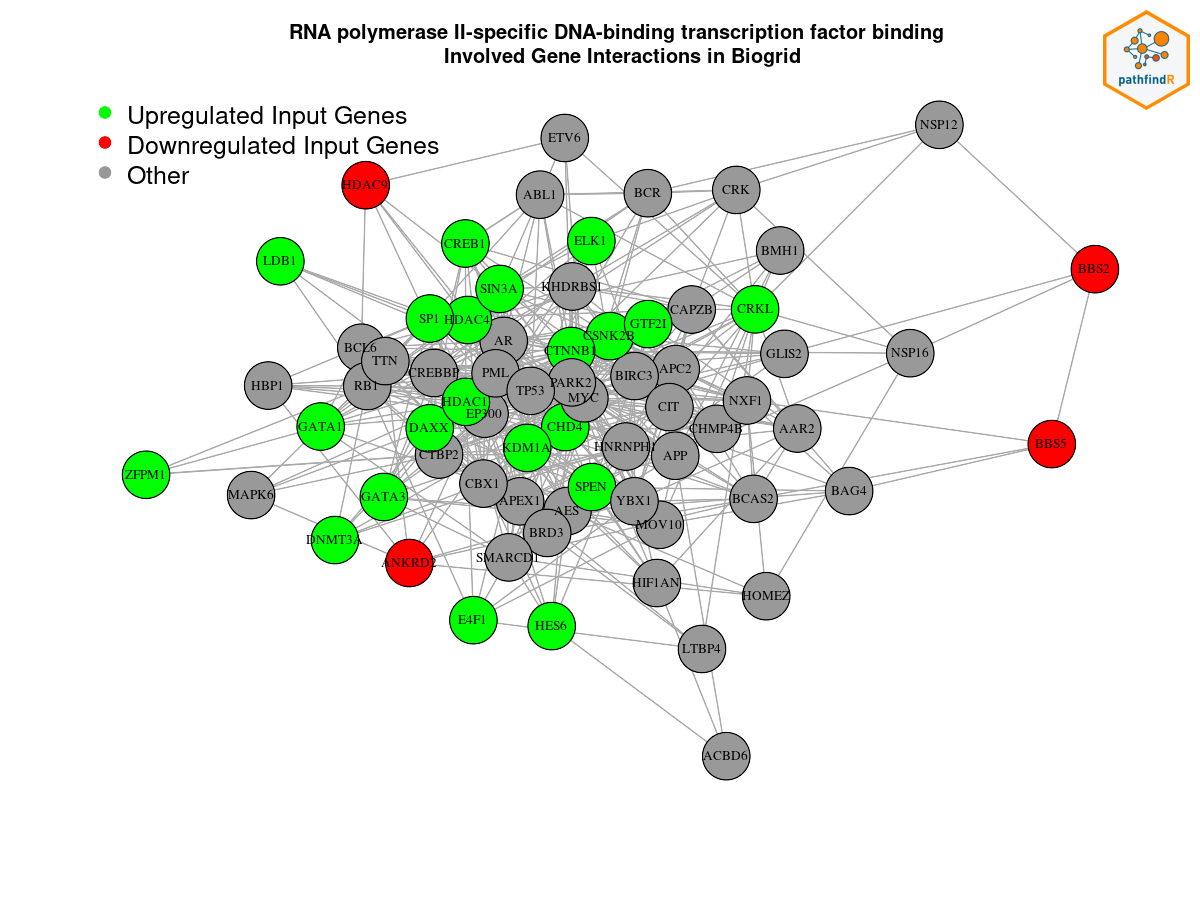 RNA polymerase II-specific DNA-binding transcription factor binding
Involved Gene Interactions in Biogrid
pathfindR
Upregulated Input Genes
Downregulated Input Genes
Other
NSP12
ETV6
HDAC9
ABL1
BCR
CRK
CREB1
ELK1
BMH1
LDB1
BBS2
SIN3A
KHDRBS1
CAPZB
CRKL
SP1
HDAC4
GTF2I
CSNK2B
AR
BCL6
CTNNB1
GLIS2
NSP16
TTN
CREBBP
PML
BIRC3
APC2
HBP1
RB1
TP53
PARK2
MYC
HDAC1
EP300
CIT
NXF1
GATA1
DAXX
CHD4
CHMP4B
AAR2
BBS5
KDM1A
HNRNPH1
CTBP2
APP
ZFPM1
MAPK6
GATA3
CBX1
SPEN
BAG4
APEX1
AES
YBX1
BCAS2
MOV10
DNMT3A
BRD3
ANKRD2
SMARCD1
HIF1AN
HOMEZ
E4F1
HES6
LTBP4
ACBD6